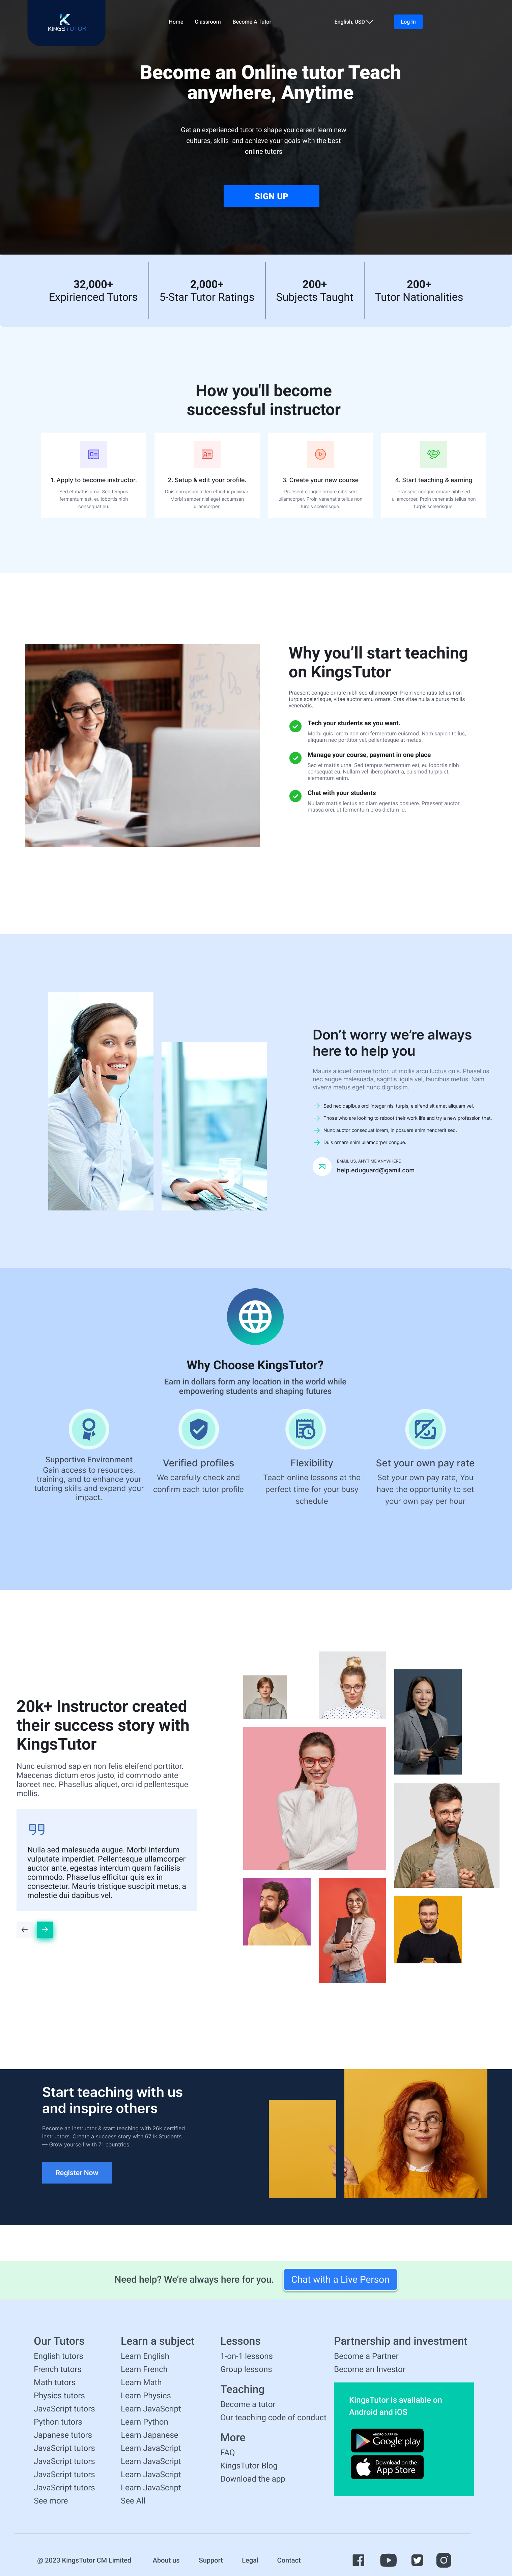 KINGSTUTOR
Home Classroom Become A Tutor English, USD Log In
Become an Online tutor Teach
anywhere, Anytime
Get an experienced tutor to shape you career, learn new
cultures, skills and achieve your goals with the best
online tutors
SIGN UP
32,000+
Expirienced Tutors
2,000+
5-Star Tutor Ratings
200+
Subjects Taught
200+
Tutor Nationalities
How you'll become
successful instructor
1. Apply to become instructor.
Sed et mattis urna. Sed tempus
fermentum est, eu lobortis nibh
consequat eu.
2. Setup & edit your profile.
Duis non ipsum at leo efficitur pulvinar.
Morbi semper nisl eget accumsan
ullamcorper.
3. Create your new course
Praesent congue ornare nibh sed
ullamcorper. Proin venenatis tellus non
turpis scelerisque.
4. Start teaching & earning
Praesent congue ornare nibh sed
ullamcorper. Proin venenatis tellus non
turpis scelerisque.
Why you’ll start teaching
on KingsTutor
Praesent congue ornare nibh sed ullamcorper. Proin venenatis tellus non
turpis scelerisque, vitae auctor arcu ornare. Cras vitae nulla a purus mollis
venenatis.
Tech your students as you want.
Morbi quis lorem non orci fermentum euismod. Nam sapien tellus,
aliquam nec porttitor vel, pellentesque at metus.
Manage your course, payment in one place
Sed et mattis urna. Sed tempus fermentum est, eu lobortis nibh
consequat eu. Nullam vel libero pharetra, euismod turpis et,
elementum enim.
Chat with your students
Nullam mattis lectus ac diam egestas posuere. Praesent auctor
massa orci, ut fermentum eros dictum id.
Don’t worry we’re always
here to help you
Mauris aliquet ornare tortor, ut mollis arcu luctus quis. Phasellus
nec augue malesuada, sagittis ligula vel, faucibus metus. Nam
viverra metus eget nunc dignissim.
Sed nec dapibus orci integer nisl turpis, eleifend sit amet aliquam vel.
Those who are looking to reboot their work life and try a new profession that.
Nunc auctor consequat lorem, in posuere enim hendrerit sed.
Duis ornare enim ullamcorper congue.
EMAIL US, ANYTIME ANYWHERE
help.eduguard@gamil.com
Why Choose KingsTutor?
Earn in dollars form any location in the world while
empowering students and shaping futures
Supportive Environment
Gain access to resources,
training, and to enhance your
tutoring skills and expand your
impact.
Verified profiles
We carefully check and
confirm each tutor profile
Flexibility
Teach online lessons at the
perfect time for your busy
schedule
Set your own pay rate
Set your own pay rate, You
have the opportunity to set
your own pay per hour
20k+ Instructor created
their success story with
KingsTutor
Nunc euismod sapien non felis eleifend porttitor.
Maecenas dictum eros justo, id commodo ante
laoreet nec. Phasellus aliquet, orci id pellentesque
mollis.
Nulla sed malesuada augue. Morbi interdum
vulputate imperdiet. Pellentesque ullamcorper
auctor ante, egestas interdum quam facilisis
commodo. Phasellus efficitur quis ex in
consectetur. Mauris tristique suscipit metus, a
molestie dui dapibus vel.
Start teaching with us
and inspire others
Become an instructor & start teaching with 26k certified
instructors. Create a success story with 67.1k Students
— Grow yourself with 71 countries.
Register Now
Need help? We’re always here for you. Chat with a Live Person
Our Tutors
English tutors
French tutors
Math tutors
Physics tutors
JavaScript tutors
Python tutors
Japanese tutors
JavaScript tutors
JavaScript tutors
JavaScript tutors
JavaScript tutors
See more
Learn a subject
Learn English
Learn French
Learn Math
Learn Physics
Learn JavaScript
Learn Python
Learn Japanese
Learn JavaScript
Learn JavaScript
Learn JavaScript
Learn JavaScript
See All
Lessons
1-on-1 lessons
Group lessons
Teaching
Become a tutor
Our teaching code of conduct
More
FAQ
KingsTutor Blog
Download the app
Partnership and investment
Become a Partner
Become an Investor
KingsTutor is available on
Android and iOS
ANDROID APP ON
Google play
Download on the
App Store
@ 2023 KingsTutor CM Limited About us Support Legal Contact